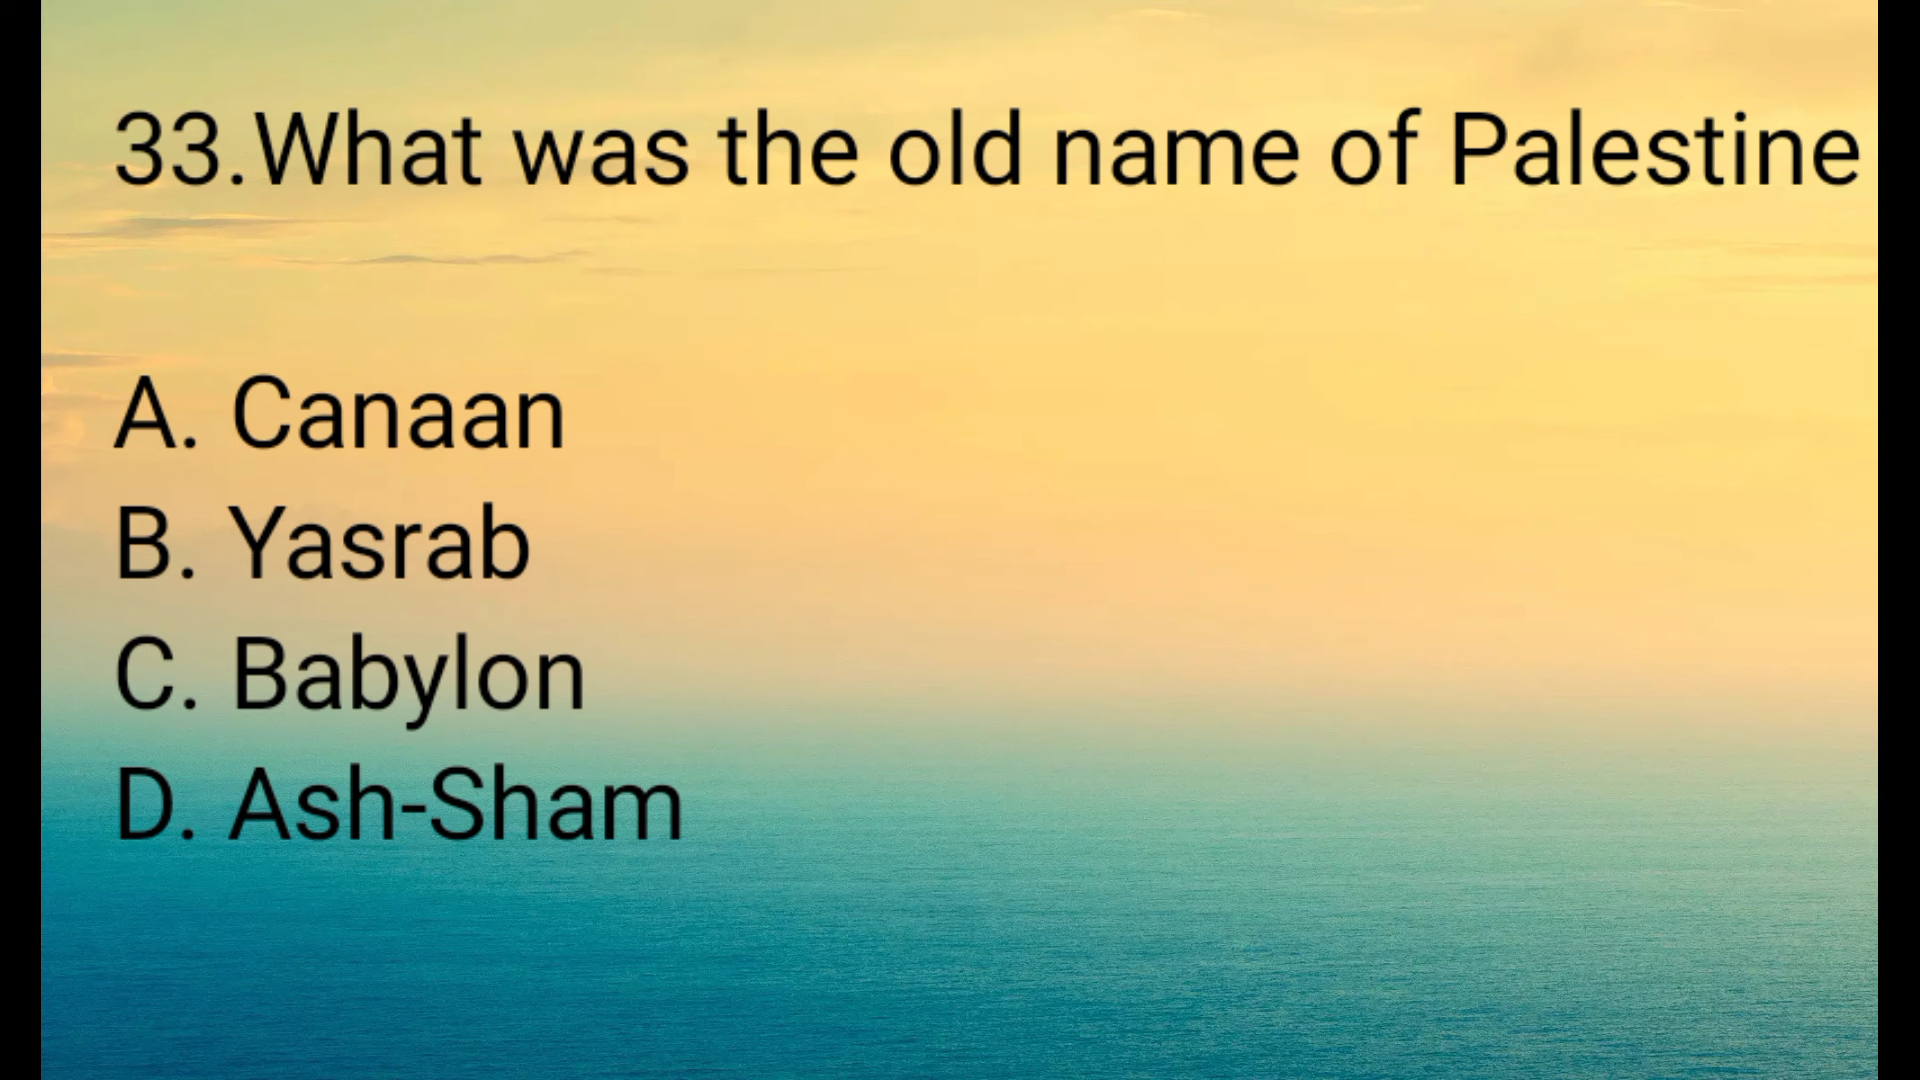 33.What was the old name of Palestine
A. Canaan
B. Yasrab
C. Babylon
D. Ash-Sham